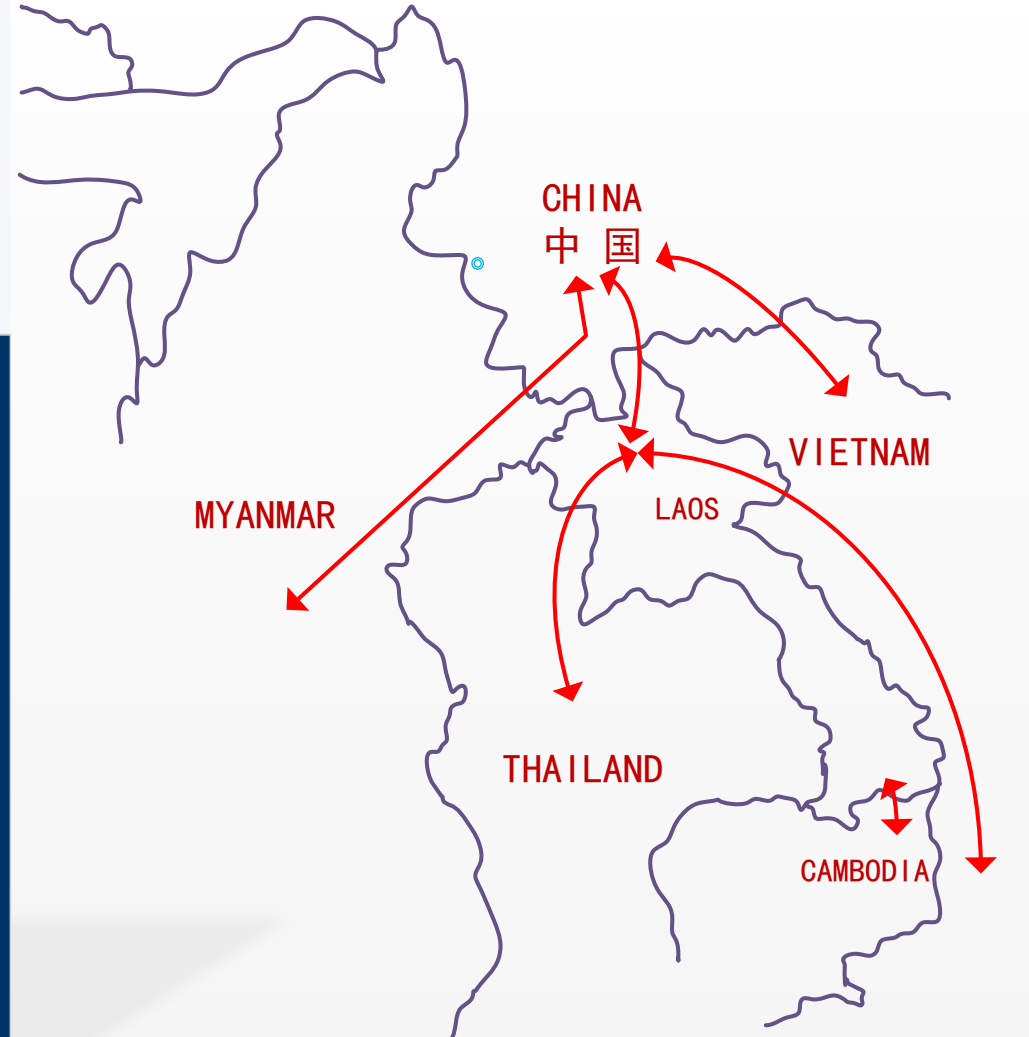 CHINA
中 国
VIETNAM
MYANMAR
LAOS
THAILAND
CAMBODIA